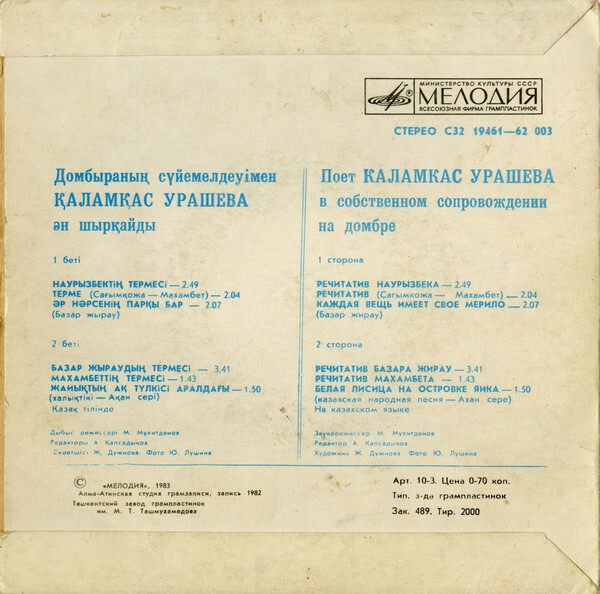 МИНИСТЕРСТВО КУЛЬТУРЫ СССР
МЕЛОДИЯ
ВСЕСОЮЗНАЯ ФИРМА ГРАМПЛАСТИНОК
СТЕРЕО С32 19461—62 003
Домбыраның сүйемелдеуімен
ҚАЛАМҚАС УРАШЕВА
ән шырқайды
1 беті
НАУРЫЗБЕКТІҢ ТЕРМЕСІ — 2.49
ТЕРМЕ (Сағымқожа — Махамбет) — 2.04
ӘР НӘРСЕНІҢ ПАРҚЫ БАР — 2.07
(Базар жырау)
2 беті
БАЗАР ЖЫРАУДЫҢ ТЕРМЕСІ — 3.41
МАХАМБЕТТІҢ ТЕРМЕСІ — 1.43
ЖАЙЫҚТЫҢ АҚ ТҮЛКІСІ АРАЛДАҒЫ — 1.50
(халықтікі — Ақан сері)
Қазақ тілінде
Дыбыс режиссері М. Мухитденов
Редакторы А. Капсадыков
Суретшісі Ж. Дужнова. Фото Ю. Лушина
Поет КАЛАМКАС УРАШЕВА
в собственном сопровождении
на домбре
1 сторона
РЕЧИТАТИВ НАУРЫЗБЕКА — 2.49
РЕЧИТАТИВ (Сагымкожа — Махамбет) — 2.04
КАЖДАЯ ВЕЩЬ ИМЕЕТ СВОЕ МЕРИЛО — 2.07
(Базар жирау)
2 сторона
РЕЧИТАТИВ БАЗАРА ЖИРАУ — 3.41
РЕЧИТАТИВ МАХАМБЕТА — 1.43
БЕЛАЯ ЛИСИЦА НА ОСТРОВКЕ ЯИКА — 1.50
(казахская народная песня — Ахан сере)
На казахском языке
Звукорежиссер М. Мухитденов
Редактор А. Капсадыков
Художник Ж. Дужнова. Фото Ю. Лушина
© «МЕЛОДИЯ», 1983
Алма-Атинская студия грамзаписи, запись 1982
Ташкентский завод грампластинок
им. М. Т. Ташмухамедова
Арт. 10-3. Цена 0-70 коп.
Тип. з-да грампластинок
Зак. 489. Тир. 2000